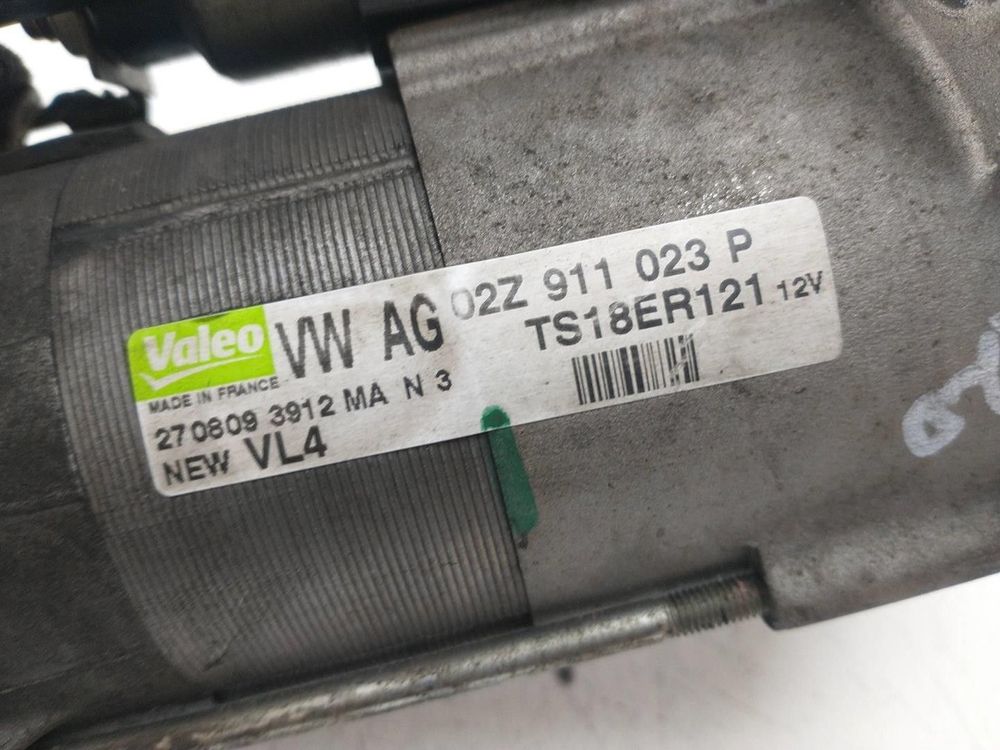 Valeo VW AG 02Z 911 023 P
MADE IN FRANCE TS18ER121 12V
270809 3912 MA N 3
NEW VL4